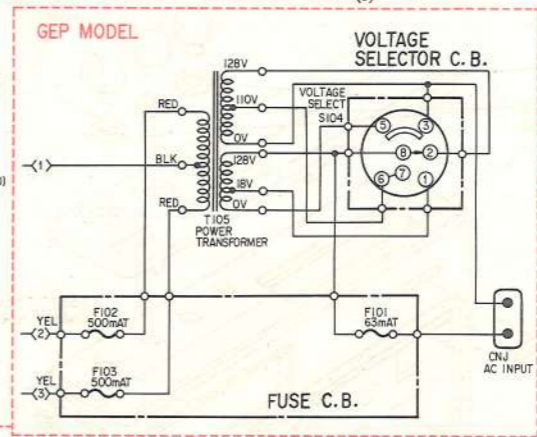 GEP MODEL
VOLTAGE
SELECTOR C.B.
128V
110V
0V
VOLTAGE
SELECT
S104
RED
BLK
RED
128V
18V
0V
T105
POWER
TRANSFORMER
5
3
8
2
7
6
1
(1)
YEL
(2)
F102
500mAT
YEL
(3)
F103
500mAT
F101
63mAT
FUSE C.B.
CNJ
AC INPUT